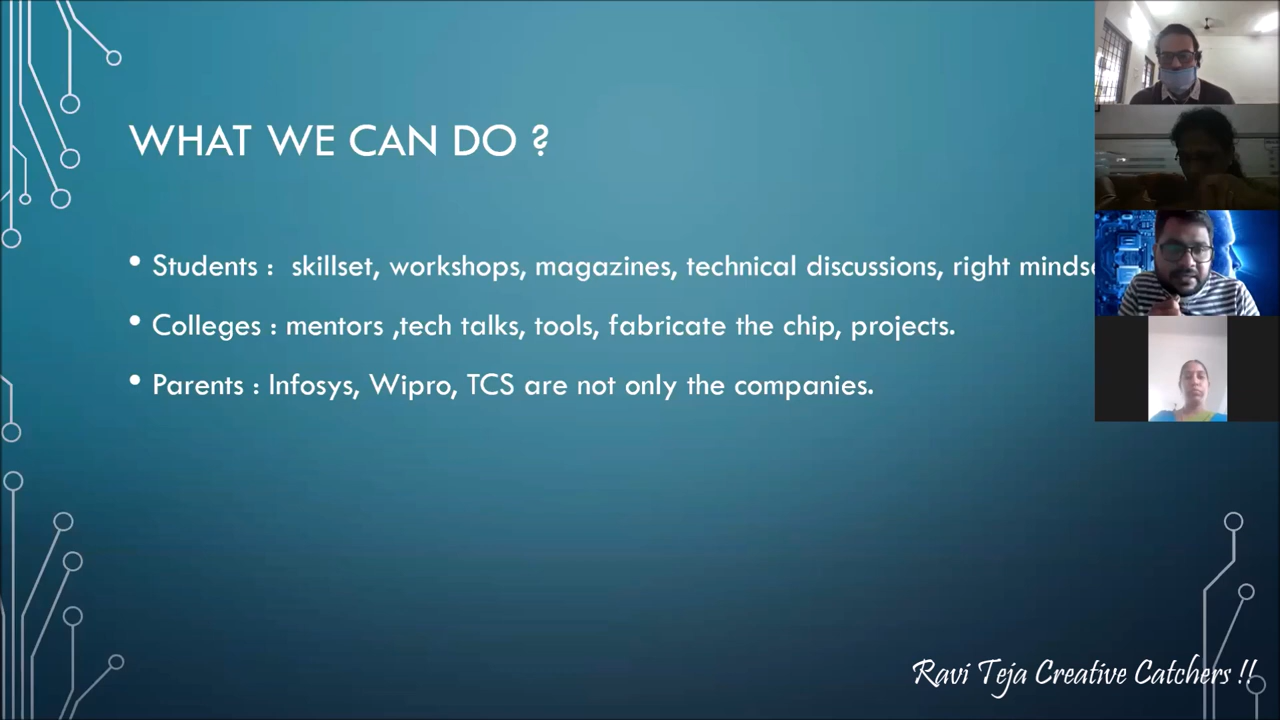 WHAT WE CAN DO ?
• Students : skillset, workshops, magazines, technical discussions, right
• Colleges : mentors ,tech talks, tools, fabricate the chip, projects.
• Parents : Infosys, Wipro, TCS are not only the companies.
Ravi Teja Creative Catchers !!